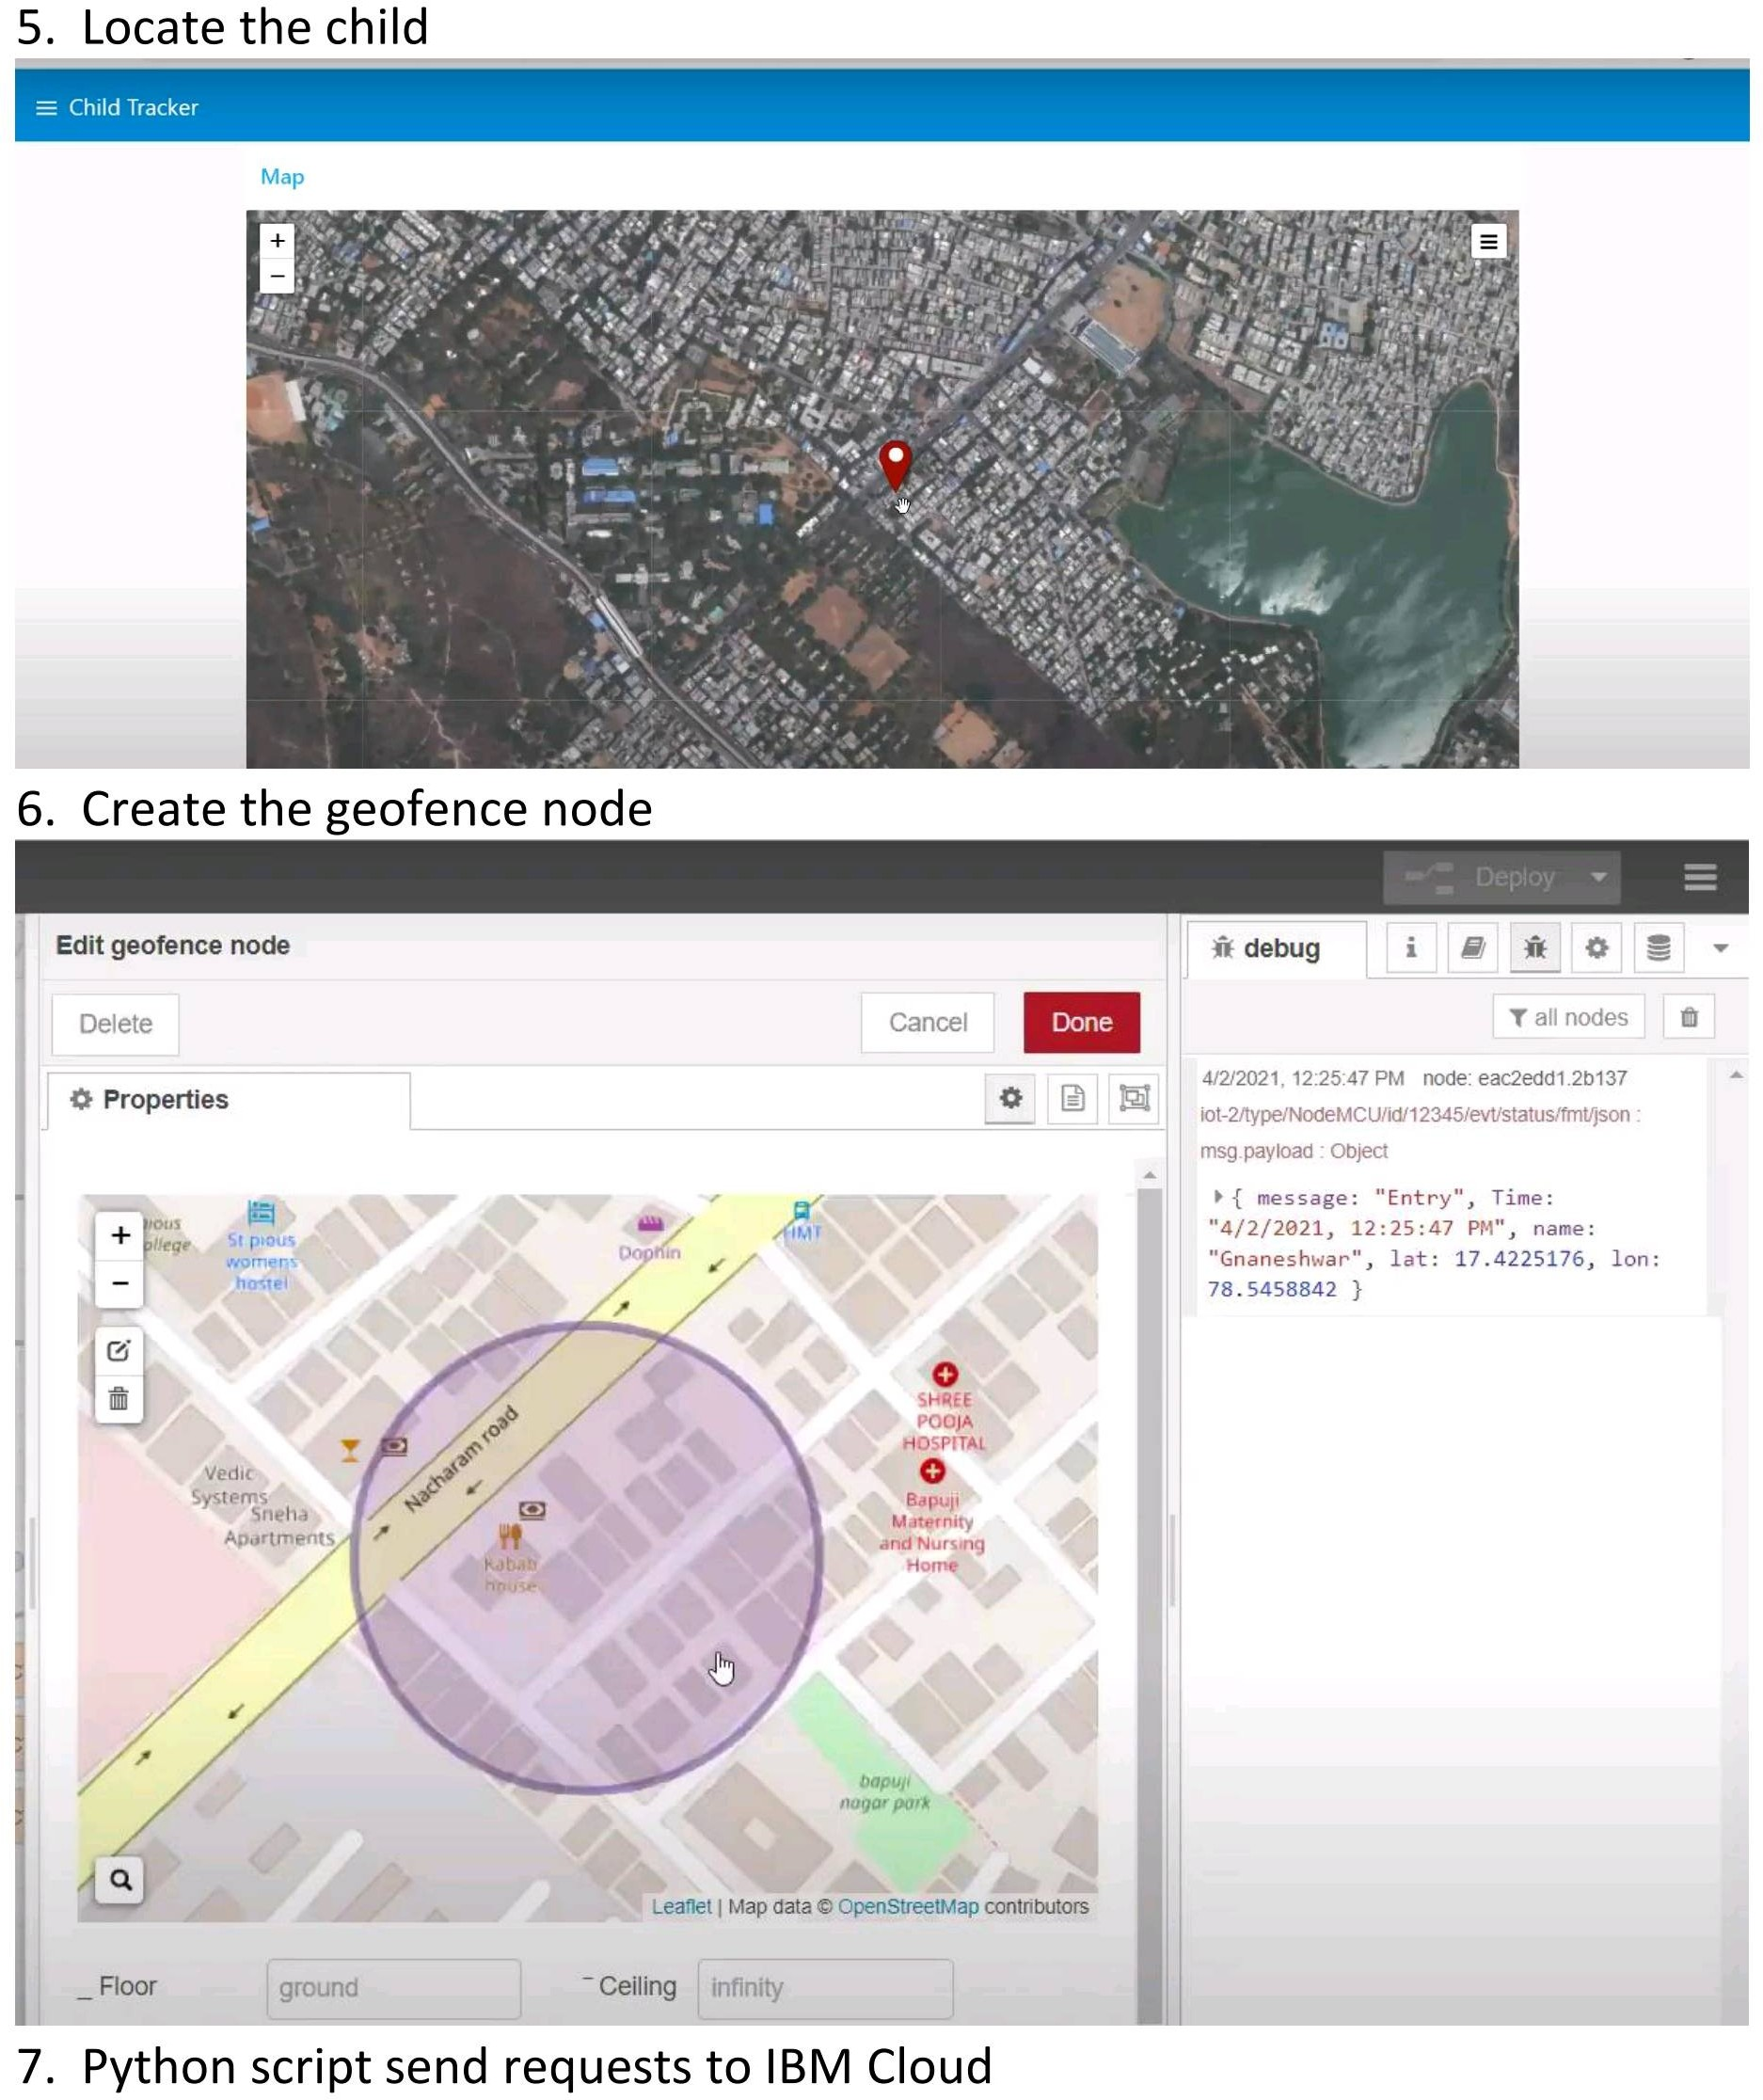 5. Locate the child
Child Tracker
Map
+
−
6. Create the geofence node
Deploy
Edit geofence node
Delete
Cancel
Done
Properties
debug
i
all nodes
4/2/2021, 12:25:47 PM node: eac2edd1.2b137
iot-2/type/NodeMCU/id/12345/evt/status/fmt/json :
msg.payload : Object
{ message: "Entry", Time:
"4/2/2021, 12:25:47 PM", name:
"Gnaneshwar", lat: 17.4225176, lon:
78.5458842 }
+
−
St pious
womens
hostel
Dophin
HMT
Nacharam road
Vedic
Systems
Sneha
Apartments
Kabab
house
SHREE
POOJA
HOSPITAL
Bapuji
Maternity
and Nursing
Home
bapuji
nagar park
Leaflet | Map data © OpenStreetMap contributors
Floor
ground
Ceiling
infinity
7. Python script send requests to IBM Cloud